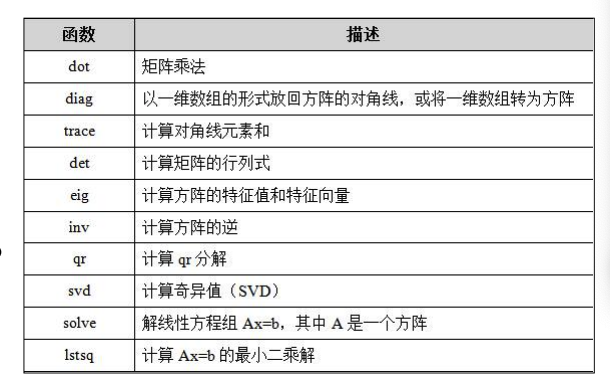 函数 描述
dot 矩阵乘法
diag 以一维数组的形式放回方阵的对角线，或将一维数组转为方阵
trace 计算对角线元素和
det 计算矩阵的行列式
eig 计算方阵的特征值和特征向量
inv 计算方阵的逆
qr 计算 qr 分解
svd 计算奇异值（SVD）
solve 解线性方程组 Ax=b，其中 A 是一个方阵
lstsq 计算 Ax=b 的最小二乘解